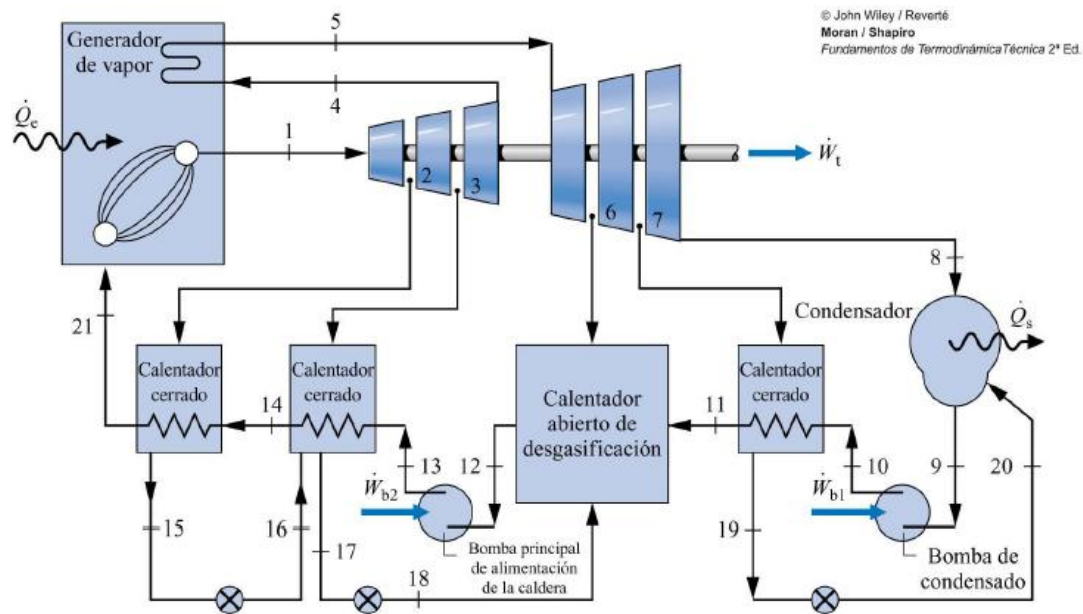 © John Wiley / Reverté
Moran / Shapiro
Fundamentos de TermodinámicaTécnica 2ª Ed.
Generador
de vapor
5
4
Q̇e
1
2
3
6
7
Ẇt
8
Condensador
Q̇s
21
Calentador
cerrado
14
Calentador
cerrado
Calentador
abierto de
desgasificación
11
Calentador
cerrado
13
12
10
9
20
Ẇb2
Ẇb1
15
16
17
19
Bomba principal
de alimentación
de la caldera
Bomba de
condensado
18